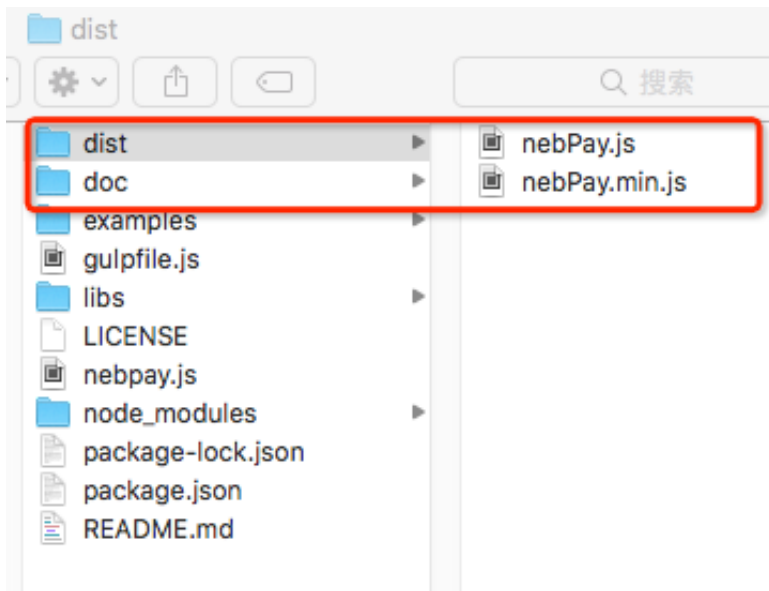 dist
搜索
dist
doc
examples
gulpfile.js
libs
LICENSE
nebpay.js
node_modules
package-lock.json
package.json
README.md
nebPay.js
nebPay.min.js